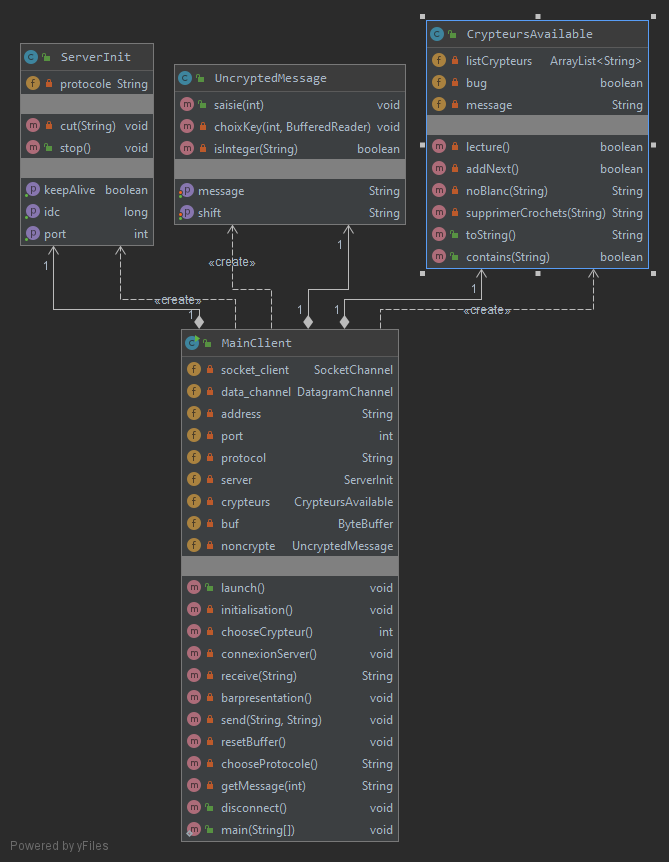 ServerInit
protocole String
cut(String) void
stop() void
keepAlive boolean
idc long
port int
UncryptedMessage
saisie(int) void
choixKey(int, BufferedReader) void
isInteger(String) boolean
message String
shift String
CrypteursAvailable
listCrypteurs ArrayList<String>
bug boolean
message String
lecture() boolean
addNext() boolean
noBlanc(String) String
supprimerCrochets(String) String
toString() String
contains(String) boolean
1
«create»
1
«create»
1
1
1
1
«create»
MainClient
socket_client SocketChannel
data_channel DatagramChannel
address String
port int
protocol String
server ServerInit
crypteurs CrypteursAvailable
buf ByteBuffer
noncrypte UncryptedMessage
launch() void
initialisation() void
chooseCrypteur() int
connexionServer() void
receive(String) String
barpresentation() void
send(String, String) void
resetBuffer() void
chooseProtocole() String
getMessage(int) String
disconnect() void
main(String[]) void
Powered by yFiles